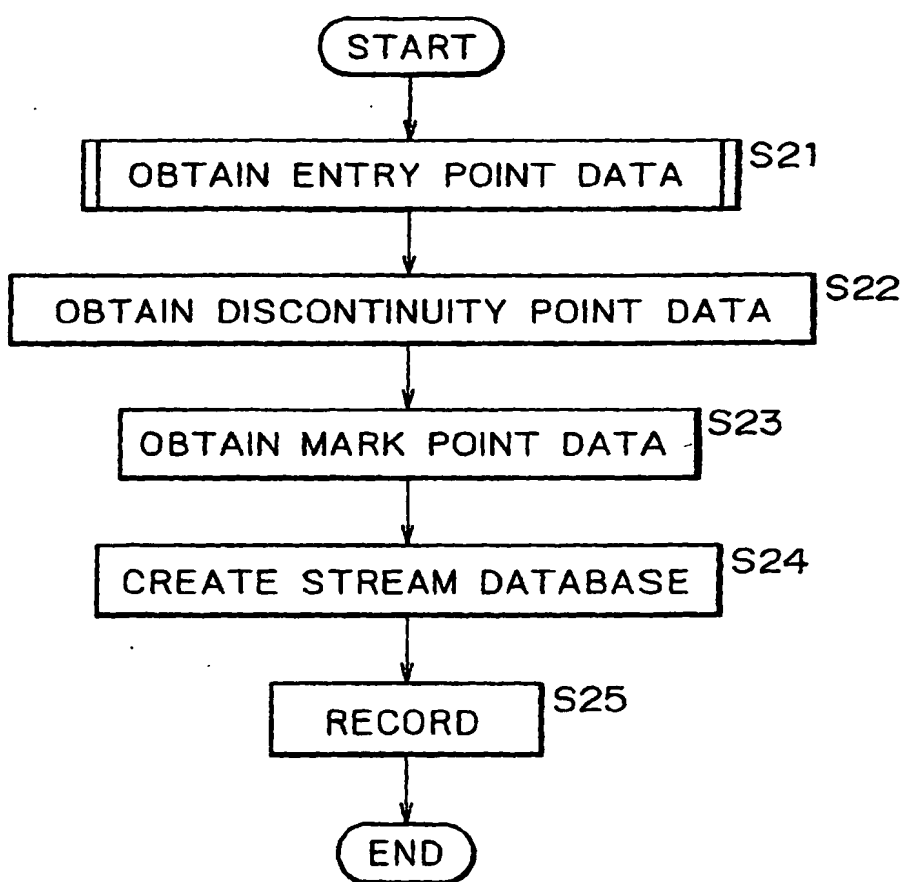 START
OBTAIN ENTRY POINT DATA S21
OBTAIN DISCONTINUITY POINT DATA S22
OBTAIN MARK POINT DATA S23
CREATE STREAM DATABASE S24
RECORD S25
END